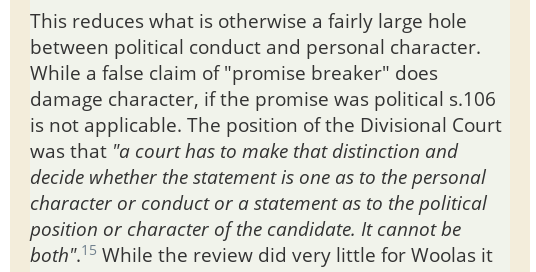 This reduces what is otherwise a fairly large hole
between political conduct and personal character.
While a false claim of "promise breaker" does
damage character, if the promise was political s.106
is not applicable. The position of the Divisional Court
was that "a court has to make that distinction and
decide whether the statement is one as to the personal
character or conduct or a statement as to the political
position or character of the candidate. It cannot be
both".15 While the review did very little for Woolas it